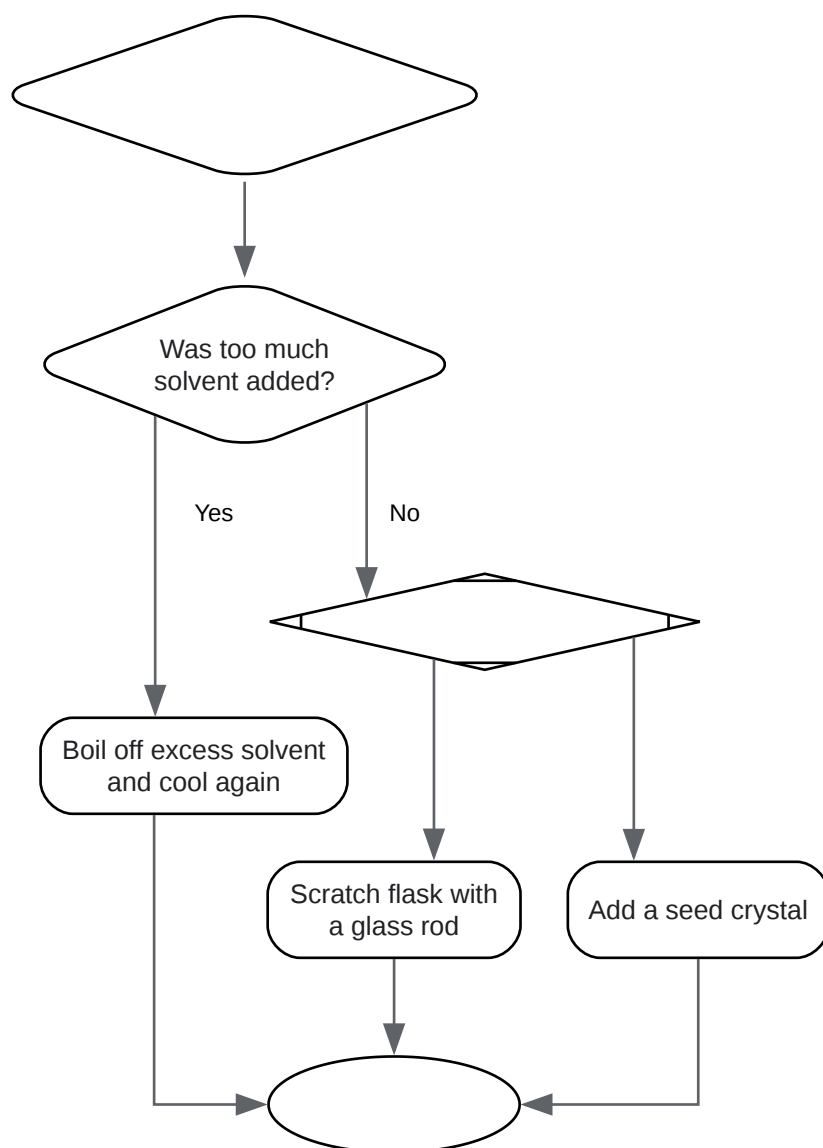 Was too much
solvent added?
Yes
No
Boil off excess solvent
and cool again
Scratch flask with
a glass rod
Add a seed crystal